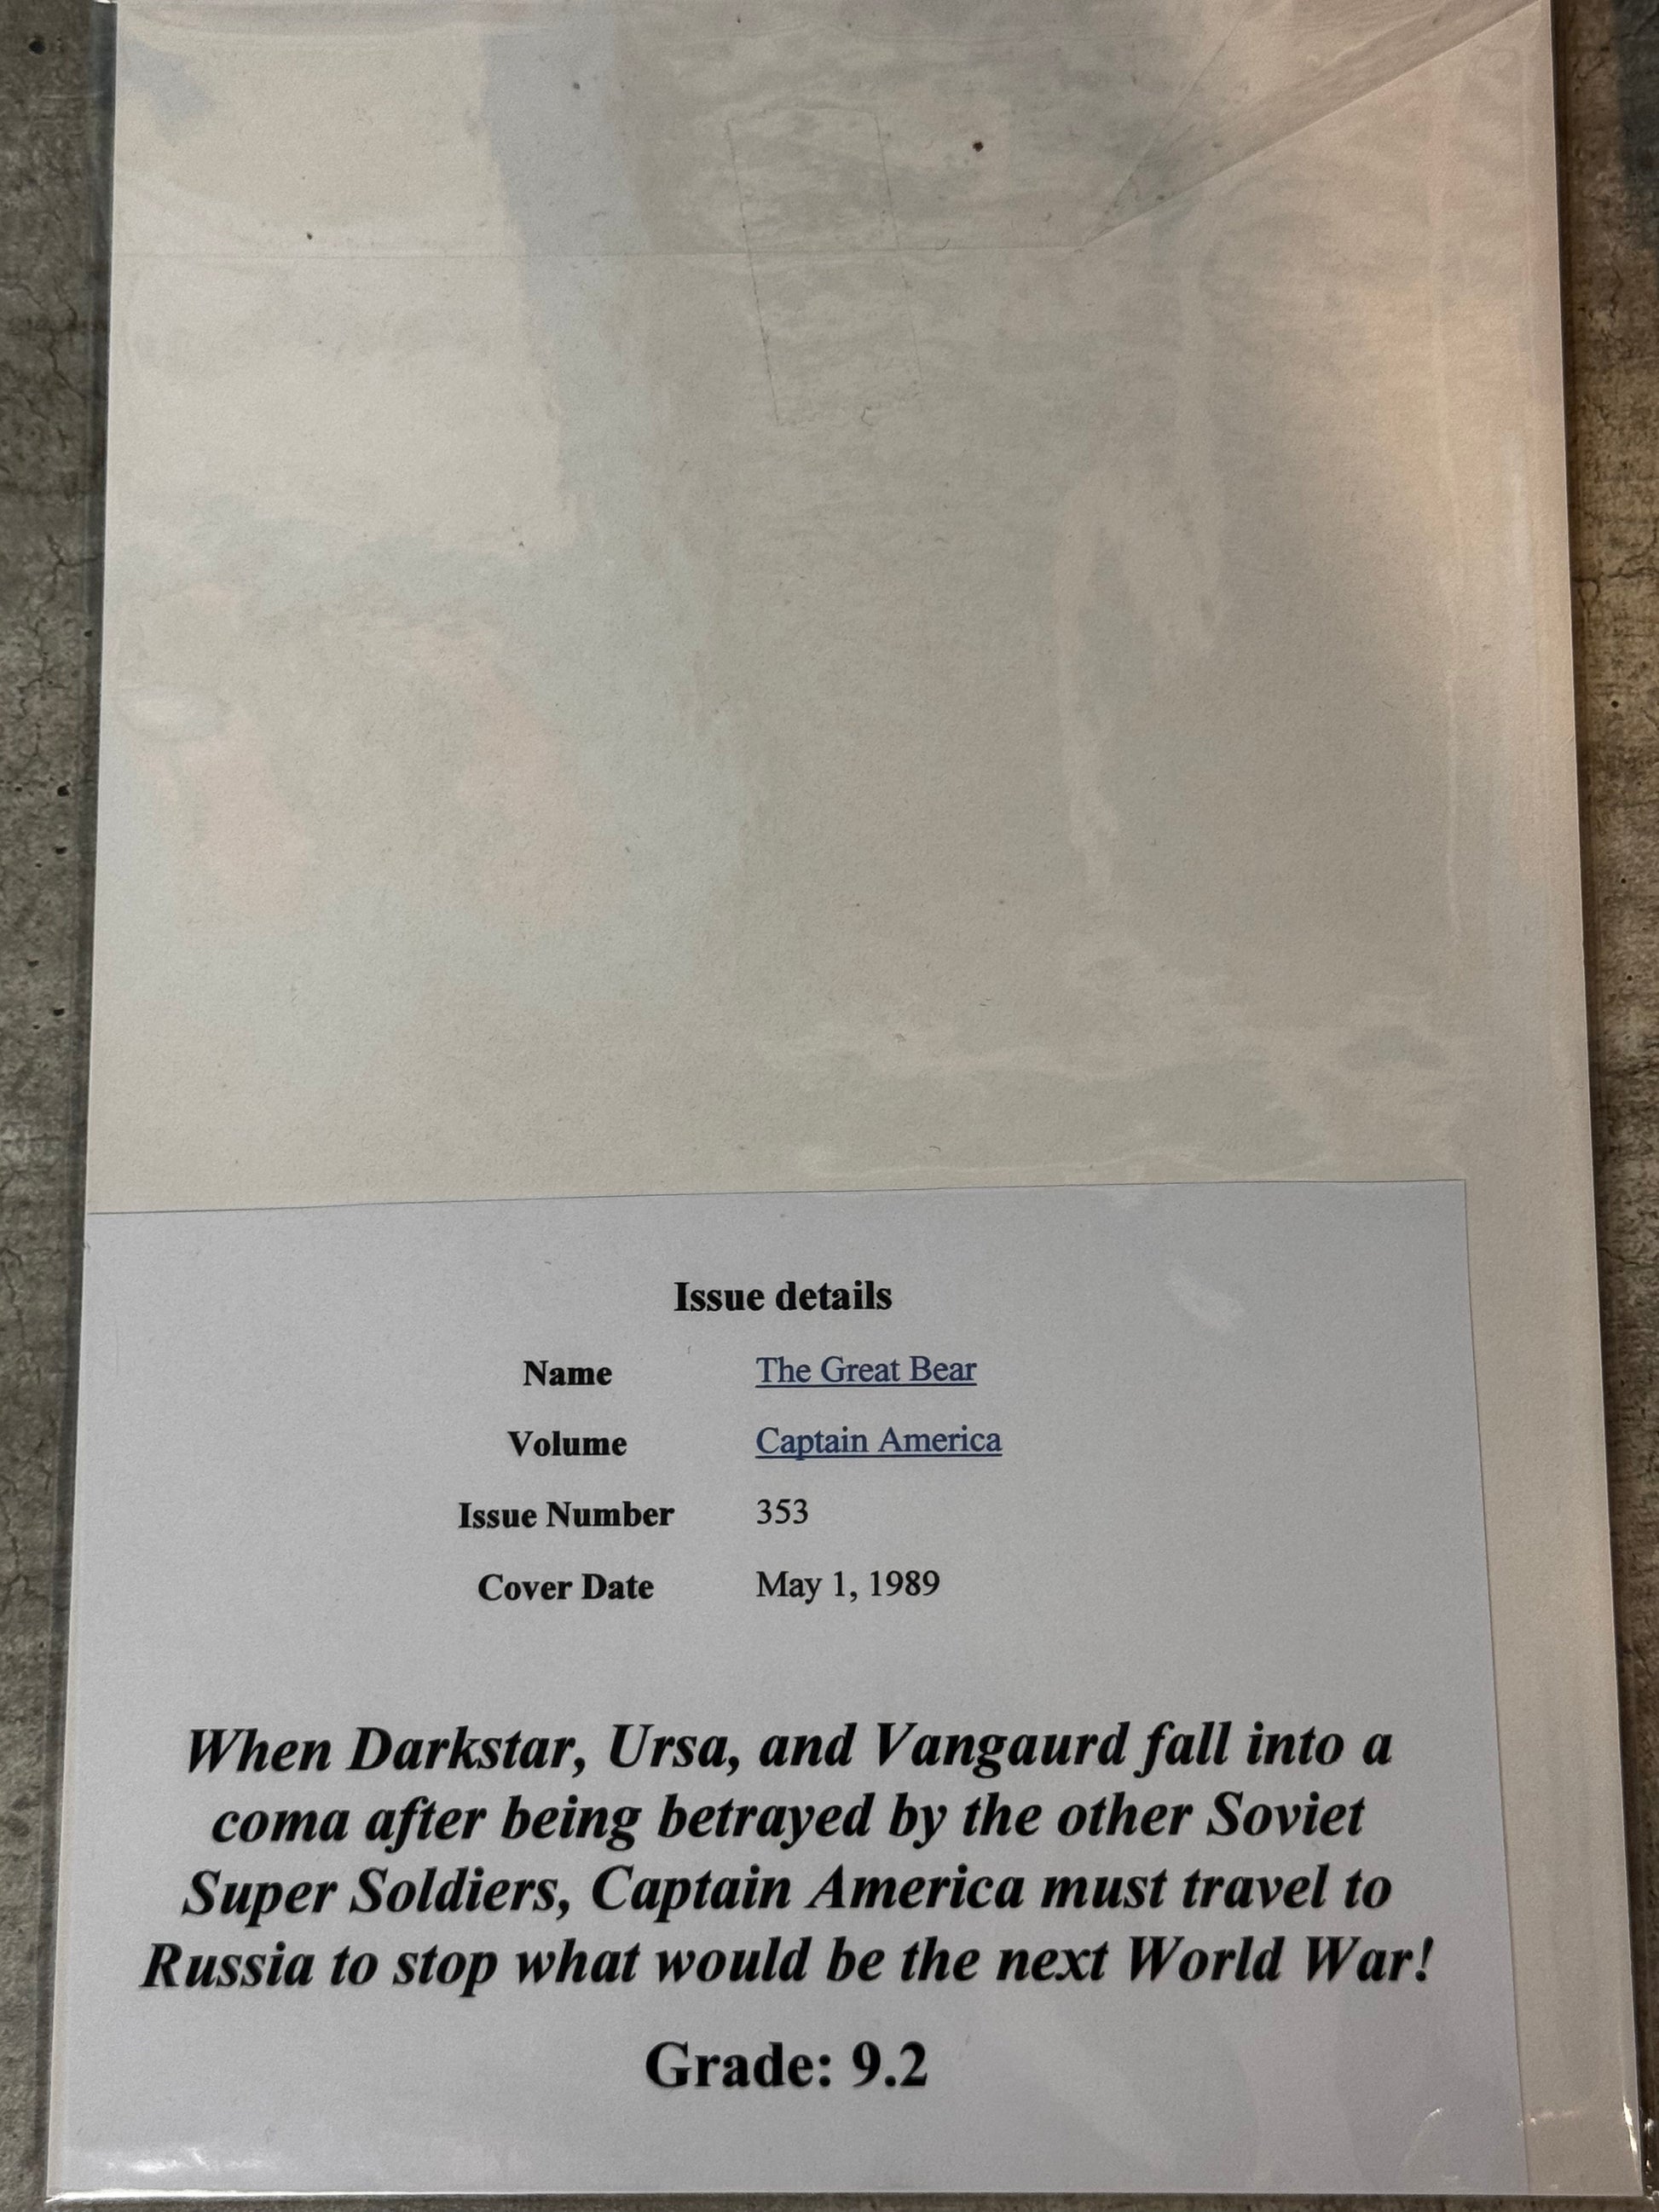 Issue details
Name The Great Bear
Volume Captain America
Issue Number 353
Cover Date May 1, 1989
When Darkstar, Ursa, and Vangaurd fall into a
coma after being betrayed by the other Soviet
Super Soldiers, Captain America must travel to
Russia to stop what would be the next World War!
Grade: 9.2